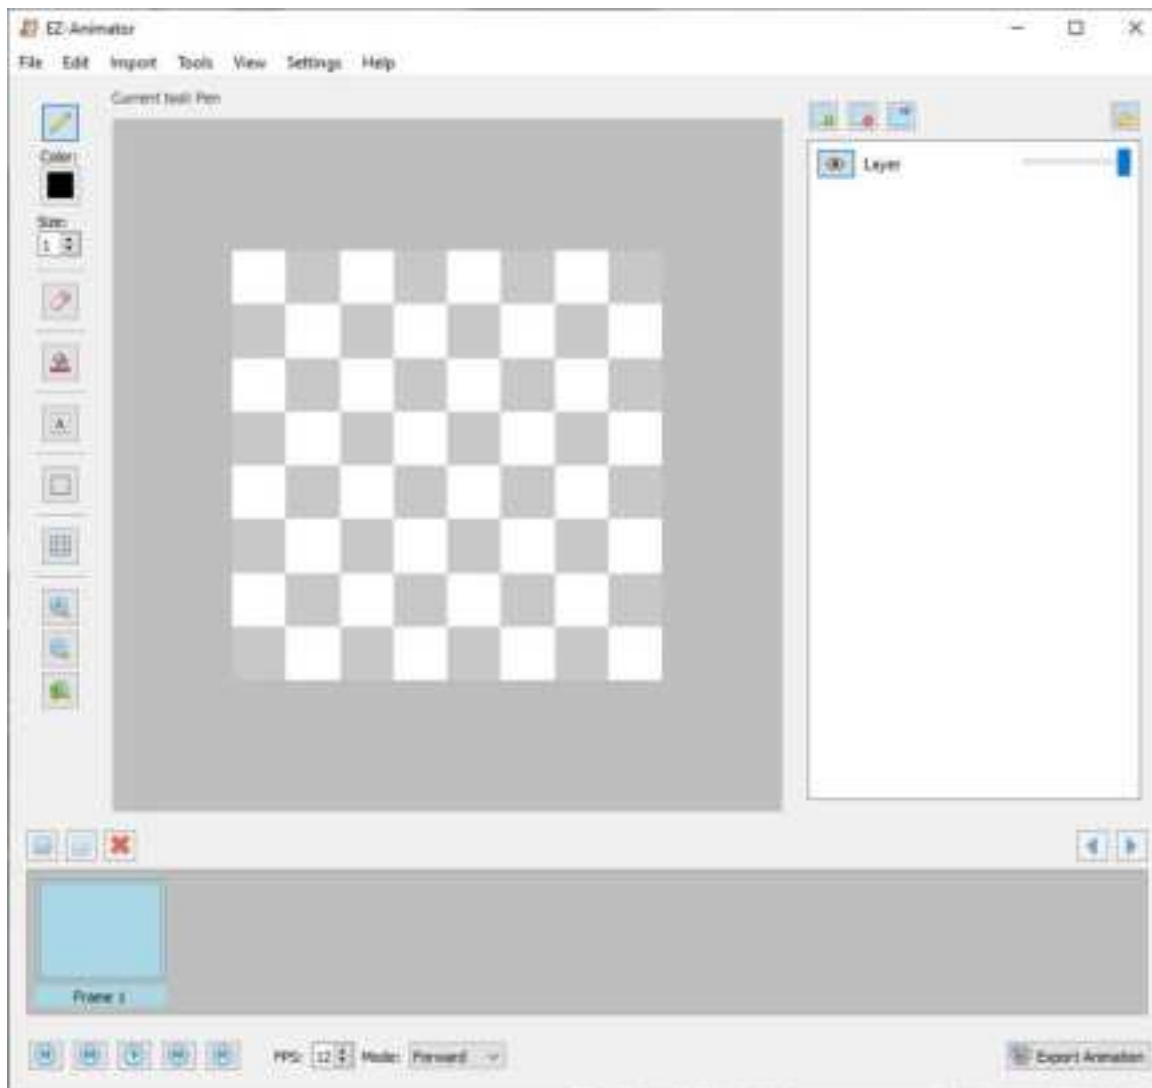 EZ-Animator
File Edit Import Tools View Settings Help
Current tool: Pen
Color:
Size:
1
A
Layer
Frame 1
FPS: 12 Mode: Forward
Export Animation